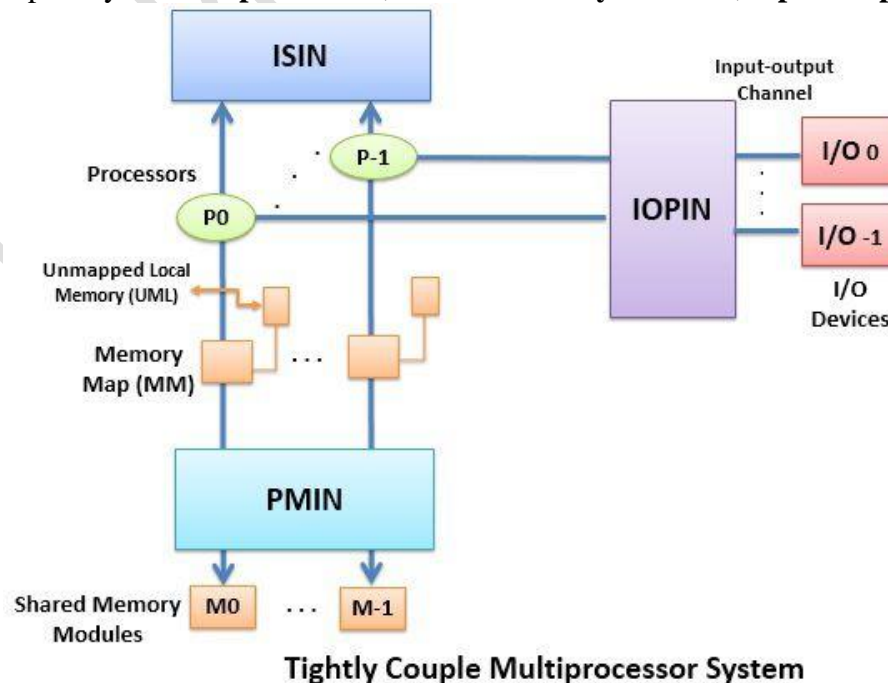 ISIN
Input-output
Channel
P-1
I/O 0
Processors
P0
IOPIN
I/O -1
Unmapped Local
Memory (UML)
I/O
Devices
Memory
Map (MM)
. . .
PMIN
Shared Memory
Modules
M0
. . .
M-1
Tightly Couple Multiprocessor System